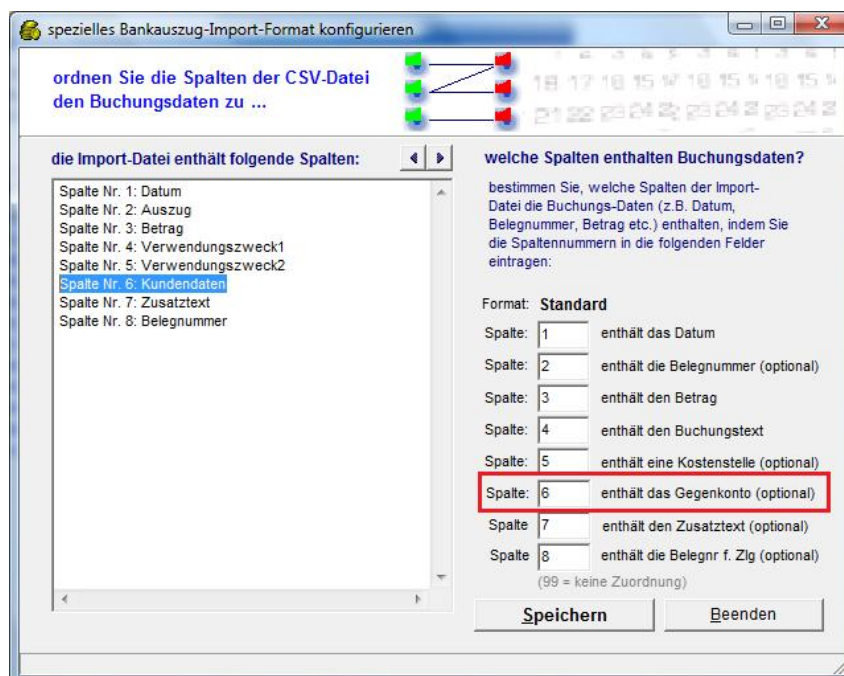 spezielles Bankauszug-Import-Format konfigurieren
ordnen Sie die Spalten der CSV-Datei
den Buchungsdaten zu ...
die Import-Datei enthält folgende Spalten:
Spalte Nr. 1: Datum
Spalte Nr. 2: Auszug
Spalte Nr. 3: Betrag
Spalte Nr. 4: Verwendungszweck1
Spalte Nr. 5: Verwendungszweck2
Spalte Nr. 6: Kundendaten
Spalte Nr. 7: Zusatztext
Spalte Nr. 8: Belegnummer
welche Spalten enthalten Buchungsdaten?
bestimmen Sie, welche Spalten der Import-
Datei die Buchungs-Daten (z.B. Datum,
Belegnummer, Betrag etc.) enthalten, indem Sie
die Spaltennummern in die folgenden Felder
eintragen:
Format: Standard
Spalte: 1 enthält das Datum
Spalte: 2 enthält die Belegnummer (optional)
Spalte: 3 enthält den Betrag
Spalte: 4 enthält den Buchungstext
Spalte: 5 enthält eine Kostenstelle (optional)
Spalte: 6 enthält das Gegenkonto (optional)
Spalte 7 enthält den Zusatztext (optional)
Spalte 8 enthält die Belegnr f. Zlg (optional)
(99 = keine Zuordnung)
Speichern Beenden